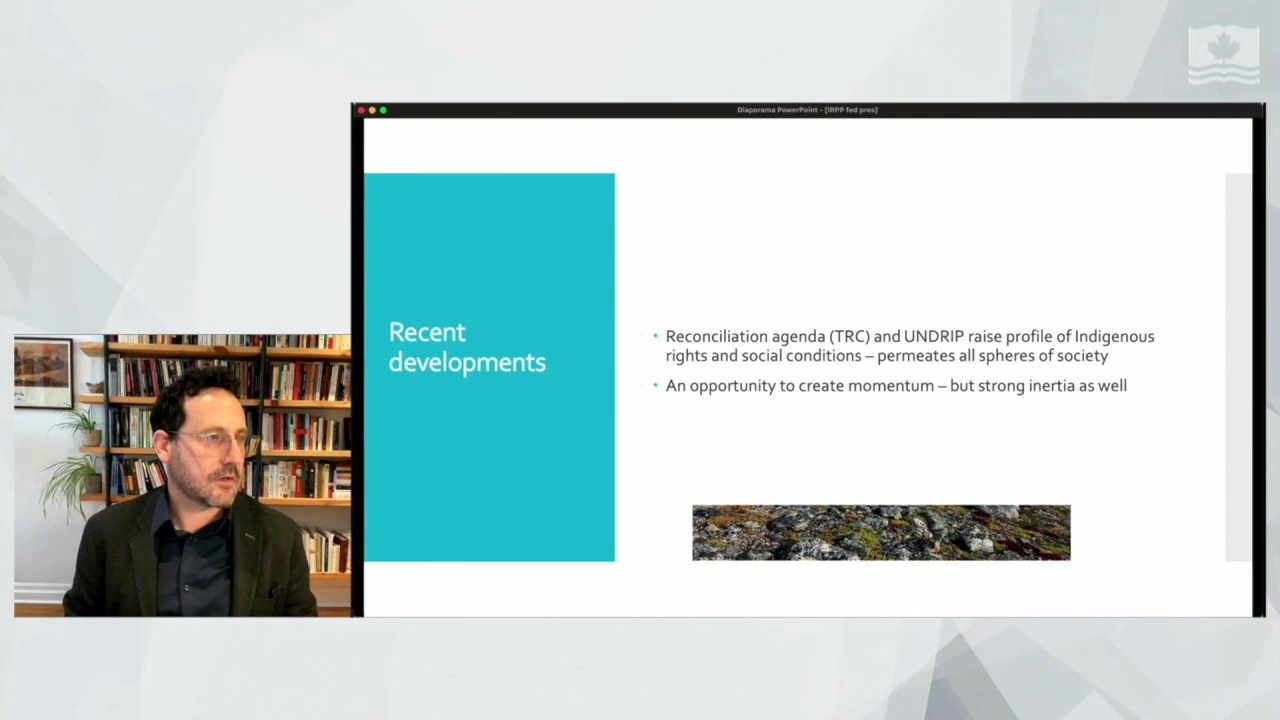 Diaporama PowerPoint - [IRPP fed pres]
Recent
developments
• Reconciliation agenda (TRC) and UNDRIP raise profile of Indigenous
rights and social conditions – permeates all spheres of society
• An opportunity to create momentum – but strong inertia as well